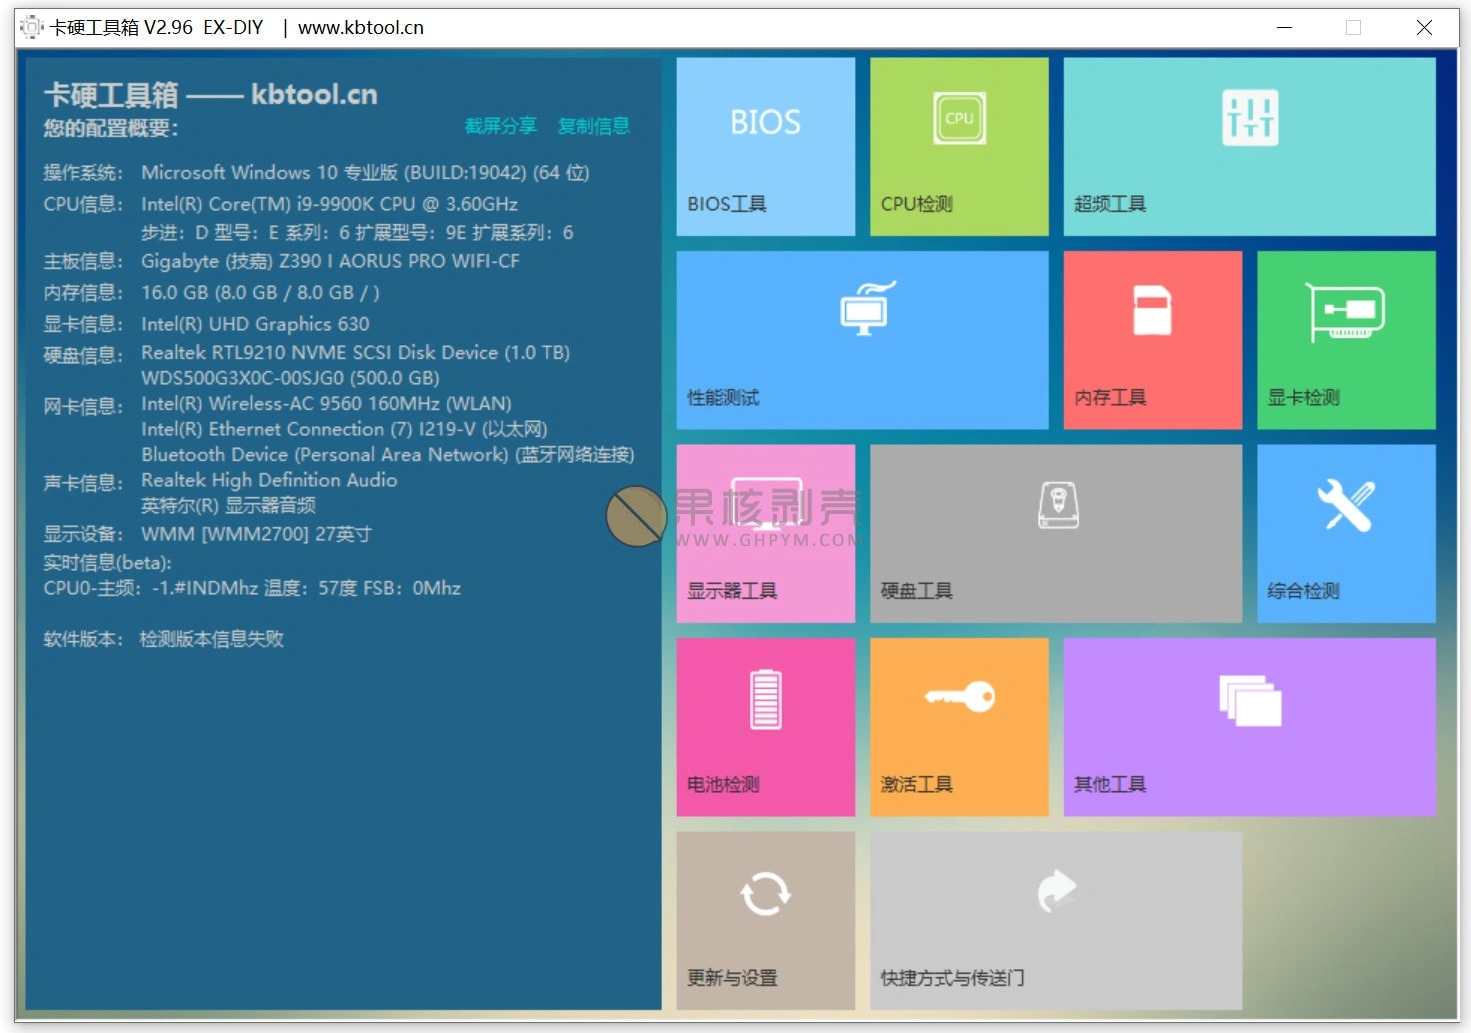 卡硬工具箱 V2.96 EX-DIY | www.kbtool.cn
卡硬工具箱 —— kbtool.cn
您的配置概要：
截屏分享 复制信息
操作系统： Microsoft Windows 10 专业版 (BUILD:19042) (64 位)
CPU信息： Intel(R) Core(TM) i9-9900K CPU @ 3.60GHz
步进：D 型号：E 系列：6 扩展型号：9E 扩展系列：6
主板信息： Gigabyte (技嘉) Z390 I AORUS PRO WIFI-CF
内存信息： 16.0 GB (8.0 GB / 8.0 GB / )
显卡信息： Intel(R) UHD Graphics 630
硬盘信息： Realtek RTL9210 NVME SCSI Disk Device (1.0 TB)
WDS500G3X0C-00SJG0 (500.0 GB)
网卡信息： Intel(R) Wireless-AC 9560 160MHz (WLAN)
Intel(R) Ethernet Connection (7) I219-V (以太网)
Bluetooth Device (Personal Area Network) (蓝牙网络连接)
声卡信息： Realtek High Definition Audio
英特尔(R) 显示器音频
显示设备： WMM [WMM2700] 27英寸
实时信息(beta):
CPU0-主频：-1.#INDMhz 温度：57度 FSB：0Mhz
软件版本： 检测版本信息失败
BIOS
BIOS工具
CPU
CPU检测
超频工具
性能测试
内存工具
显卡检测
果核剥壳
WWW.GHPYM.COM
显示器工具
硬盘工具
综合检测
电池检测
激活工具
其他工具
更新与设置
快捷方式与传送门